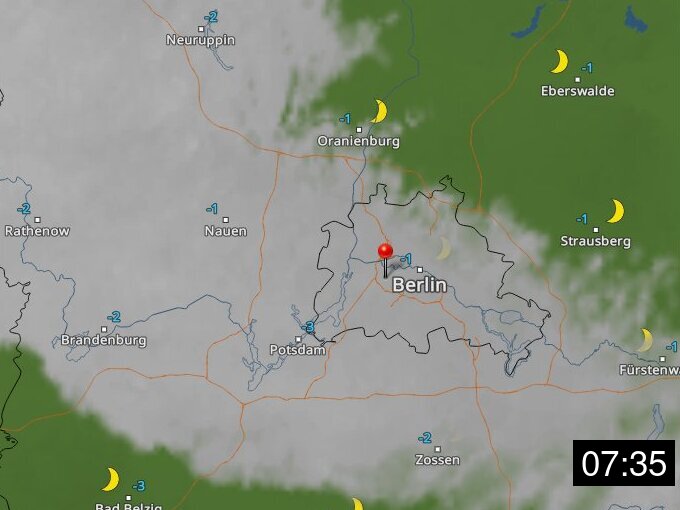 -2
Neuruppin
-1
Eberswalde
-1
Oranienburg
-2
Rathenow
-1
Nauen
-1
Strausberg
-1
Berlin
-2
Brandenburg
-3
Potsdam
-1
Fürstenwa
-2
Zossen
07:35
-3
Bad Belzig